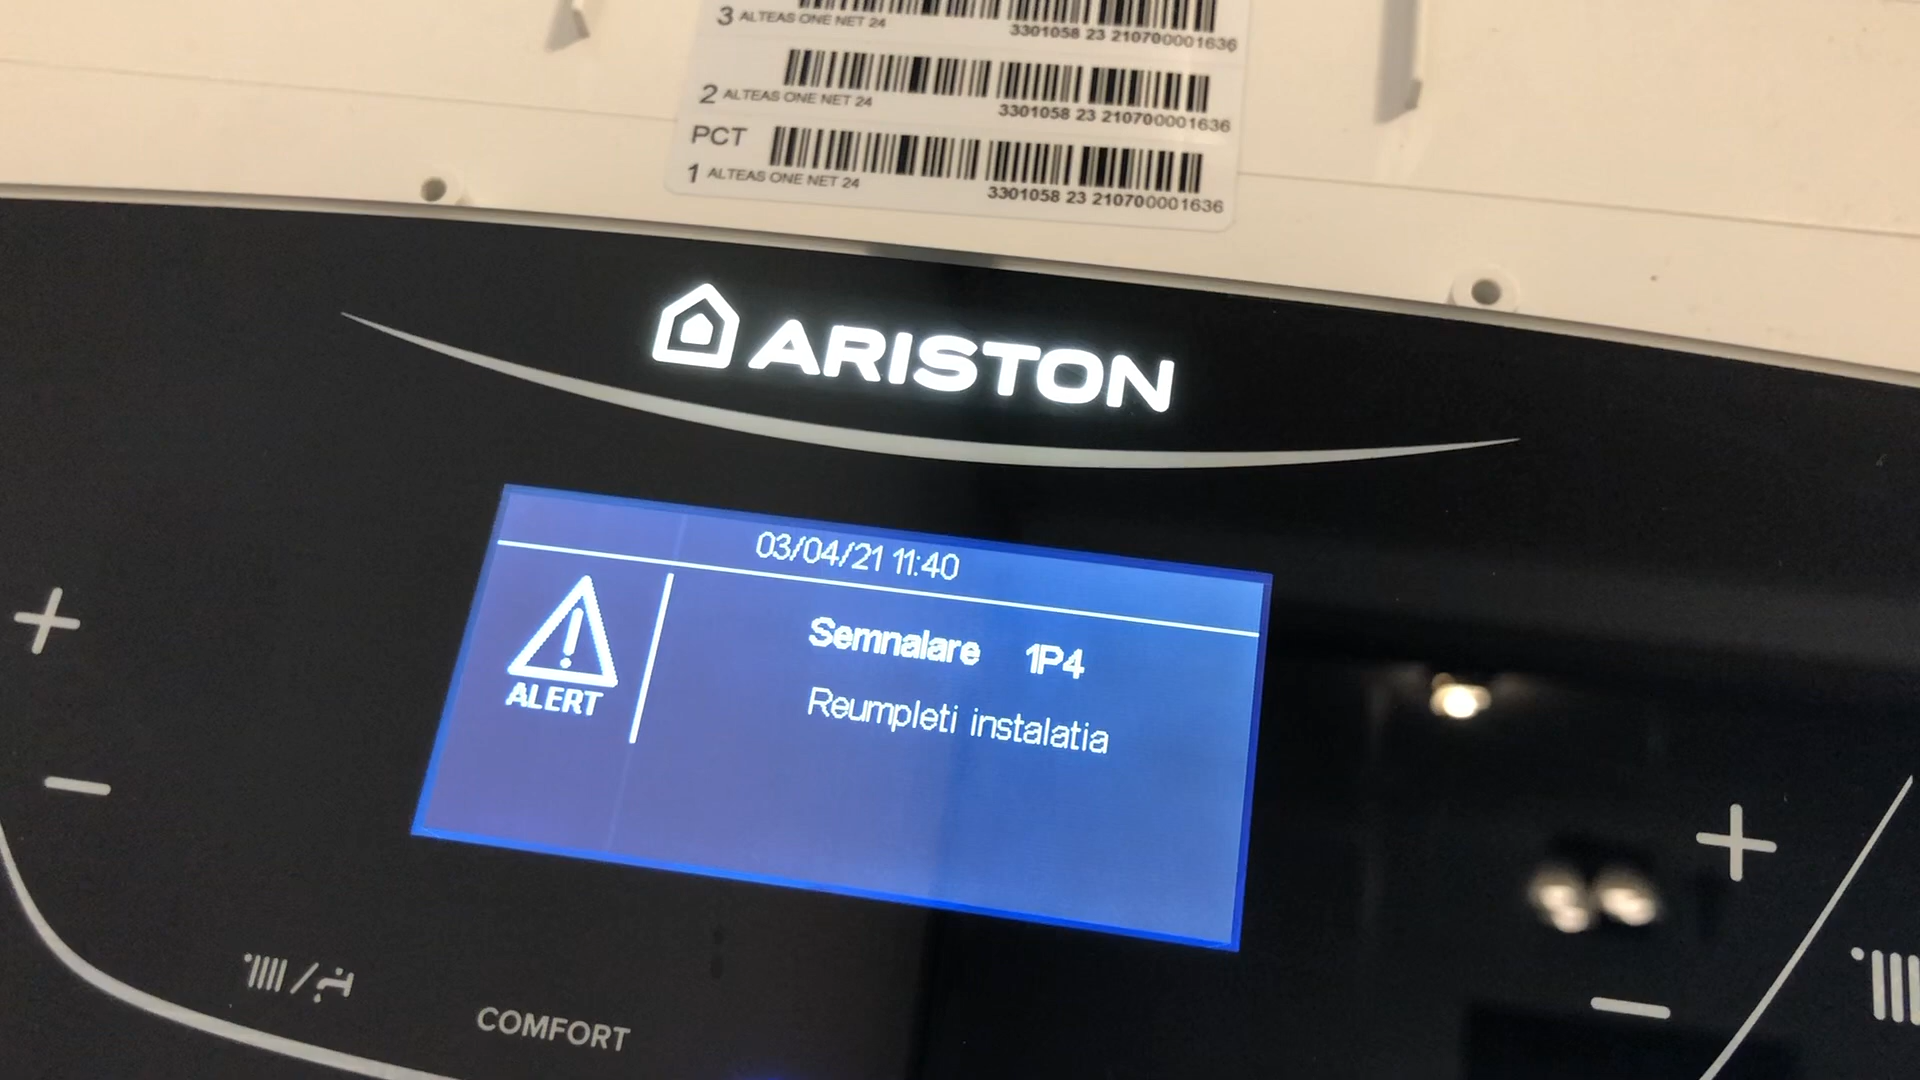 3 ALTEAS ONE NET 24
3301058 23 210700001636
2 ALTEAS ONE NET 24
3301058 23 210700001636
PCT
1 ALTEAS ONE NET 24
3301058 23 210700001636
ARISTON
03/04/21 11:40
Semnalare 1P4
ALERT
Reumpleti instalatia
COMFORT